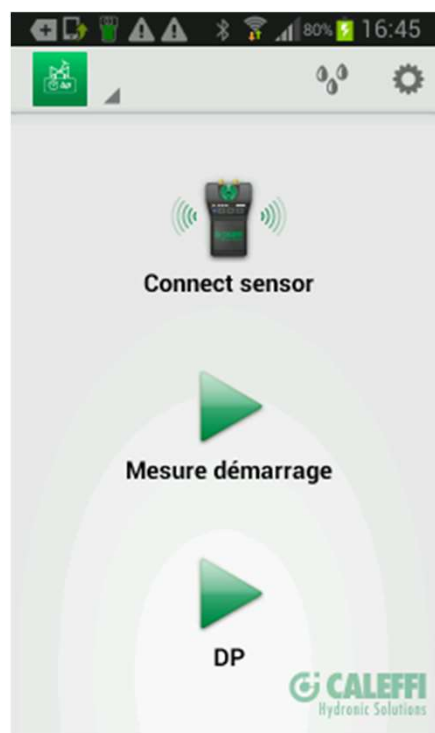 80% 16:45
Connect sensor
Mesure démarrage
DP
CALEFFI
Hydronic Solutions